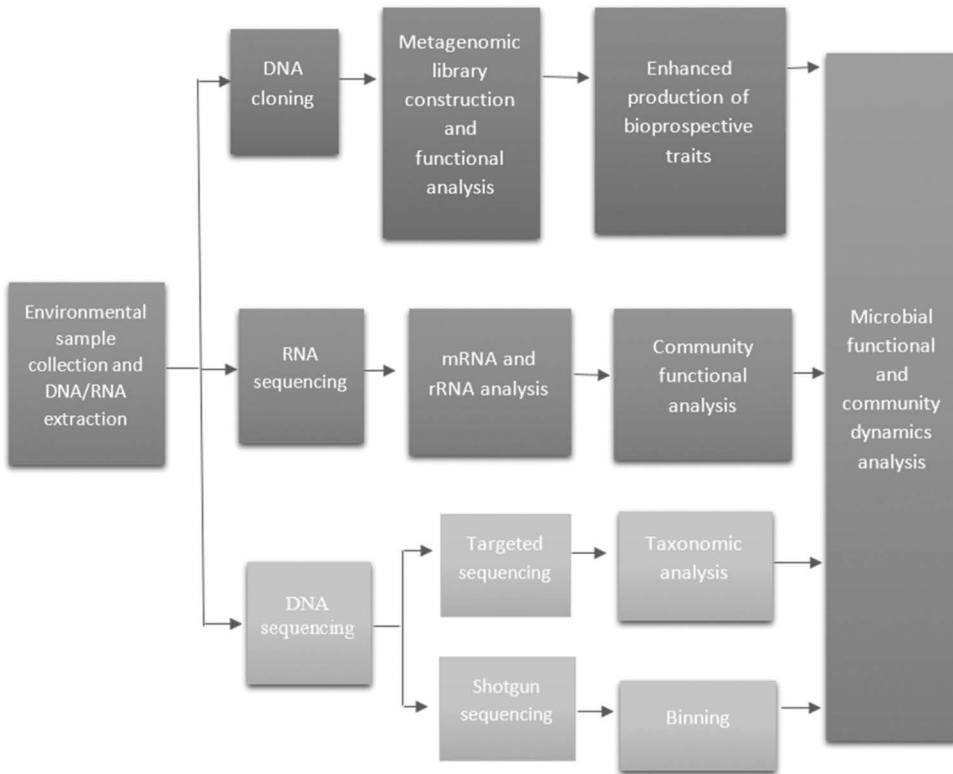 DNA
cloning
Metagenomic
library
construction
and
functional
analysis
Enhanced
production of
bioprospective
traits
Environmental
sample
collection and
DNA/RNA
extraction
RNA
sequencing
mRNA and
rRNA analysis
Community
functional
analysis
Microbial
functional
and
community
dynamics
analysis
DNA
sequencing
Targeted
sequencing
Taxonomic
analysis
Shotgun
sequencing
Binning